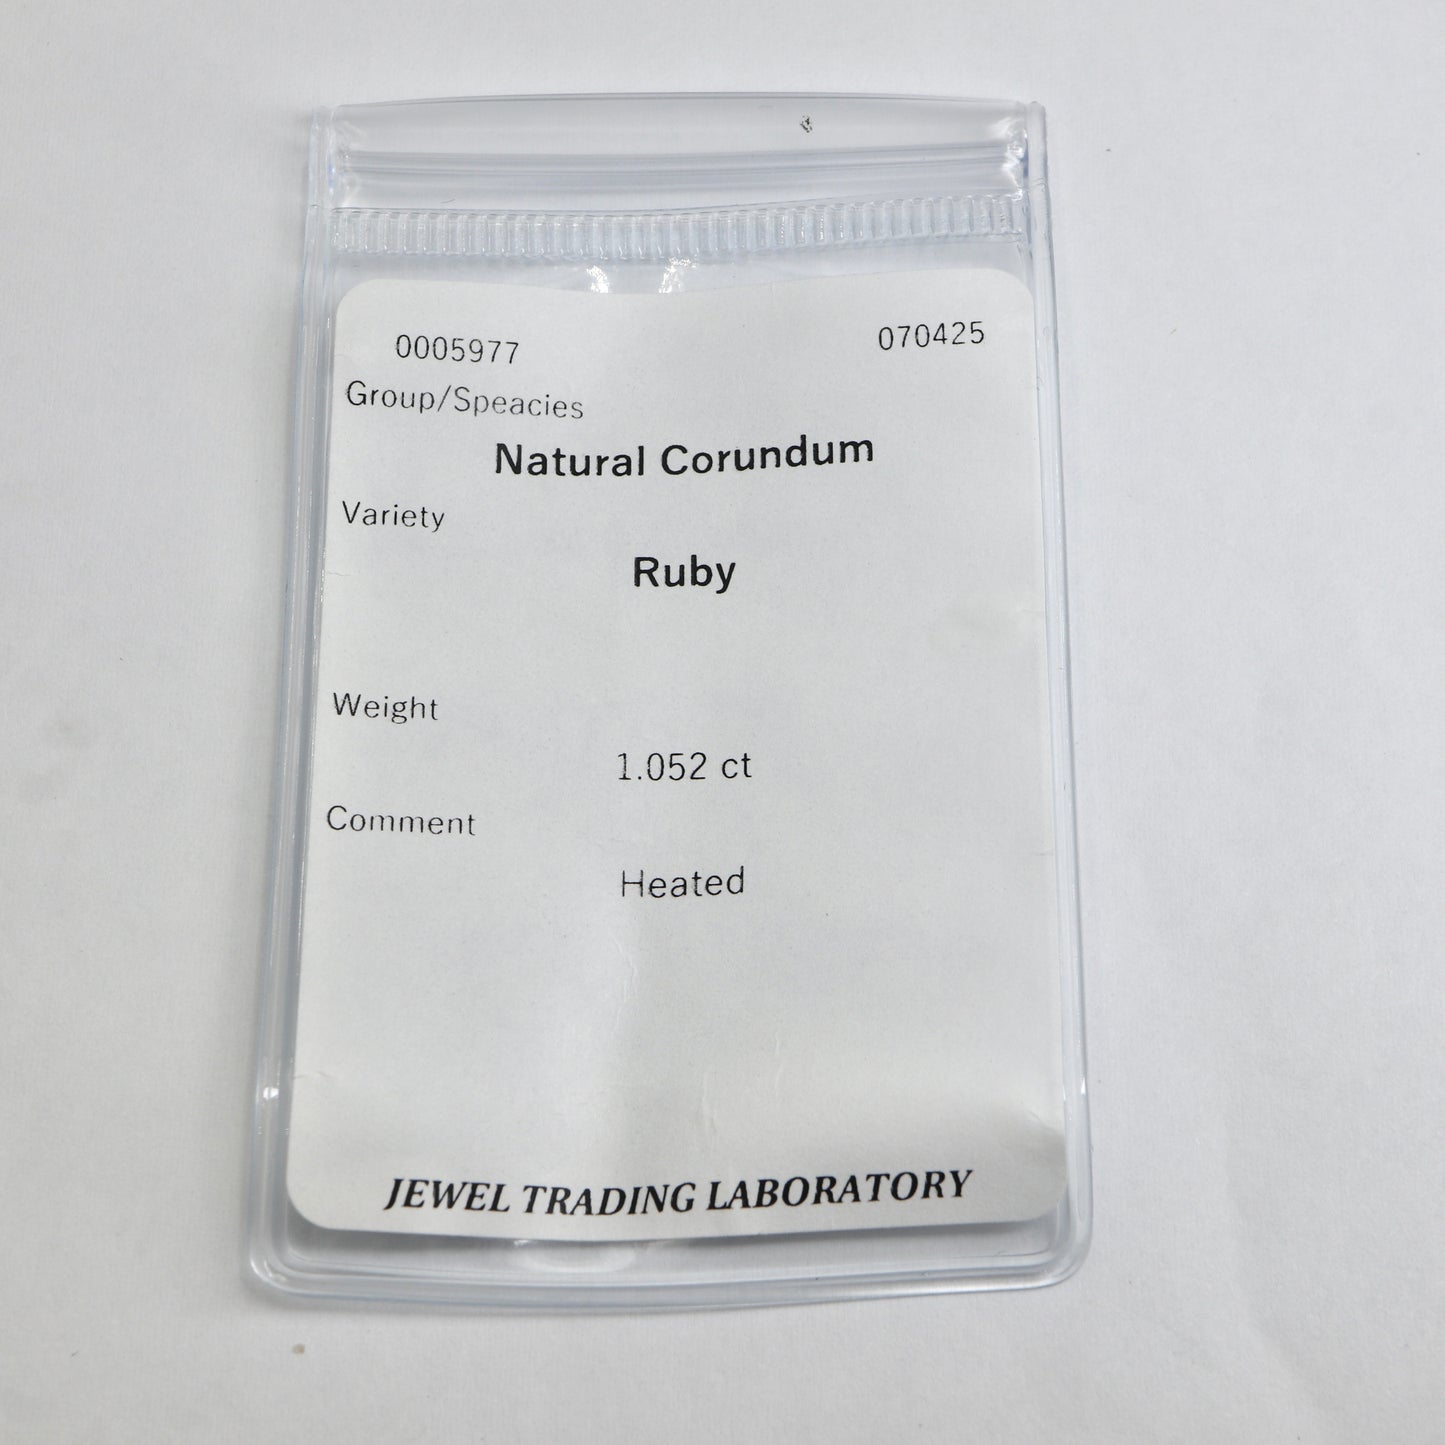 0005977 070425
Group/Speacies
Natural Corundum
Variety
Ruby
Weight
1.052 ct
Comment
Heated
JEWEL TRADING LABORATORY